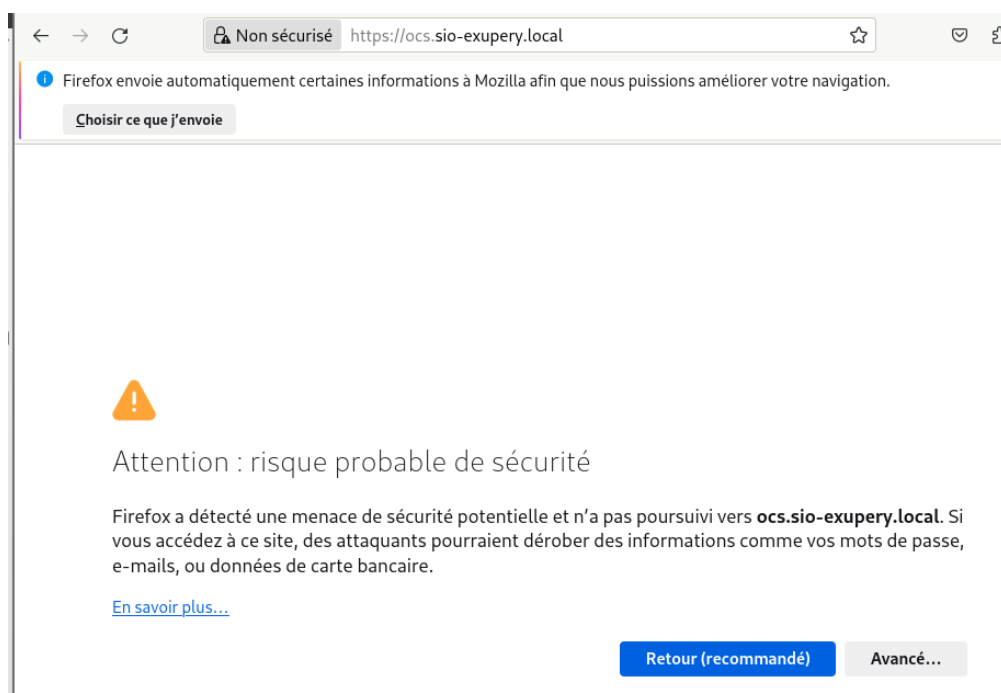 Non sécurisé https://ocs.sio-exupery.local
Firefox envoie automatiquement certaines informations à Mozilla afin que nous puissions améliorer votre navigation.
Choisir ce que j'envoie
Attention : risque probable de sécurité
Firefox a détecté une menace de sécurité potentielle et n'a pas poursuivi vers ocs.sio-exupery.local. Si
vous accédez à ce site, des attaquants pourraient dérober des informations comme vos mots de passe,
e-mails, ou données de carte bancaire.
En savoir plus…
Retour (recommandé) Avancé…